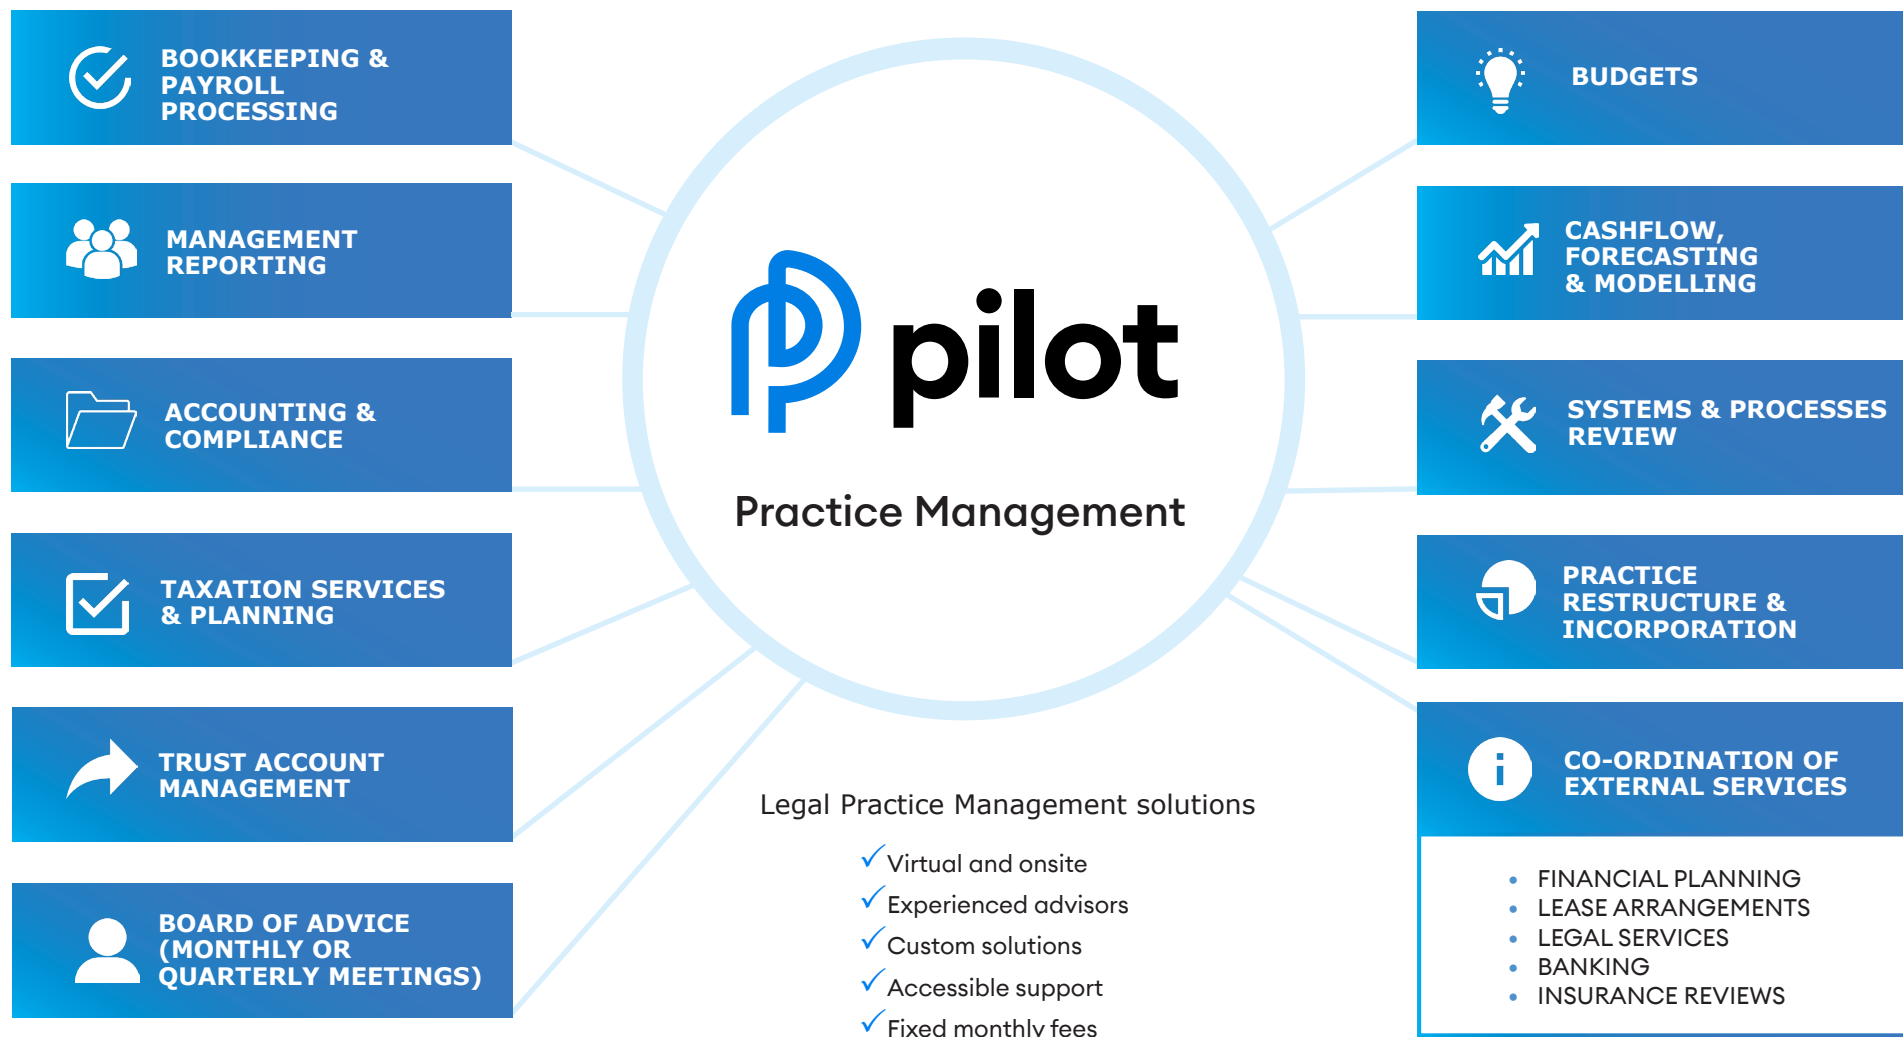 BOOKKEEPING &
PAYROLL
PROCESSING
MANAGEMENT
REPORTING
ACCOUNTING &
COMPLIANCE
TAXATION SERVICES
& PLANNING
TRUST ACCOUNT
MANAGEMENT
BOARD OF ADVICE
(MONTHLY OR
QUARTERLY MEETINGS)
pilot
Practice Management
Legal Practice Management solutions
✓ Virtual and onsite
✓ Experienced advisors
✓ Custom solutions
✓ Accessible support
✓ Fixed monthly fees
BUDGETS
CASHFLOW,
FORECASTING
& MODELLING
SYSTEMS & PROCESSES
REVIEW
PRACTICE
RESTRUCTURE &
INCORPORATION
CO-ORDINATION OF
EXTERNAL SERVICES
• FINANCIAL PLANNING
• LEASE ARRANGEMENTS
• LEGAL SERVICES
• BANKING
• INSURANCE REVIEWS